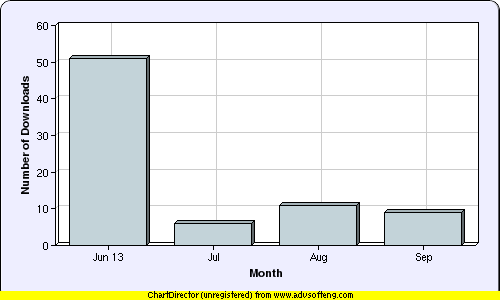 60
50
40
30
20
10
0
Number of Downloads
Jun 13 Jul Aug Sep
Month
ChartDirector (unregistered) from www.advsofteng.com